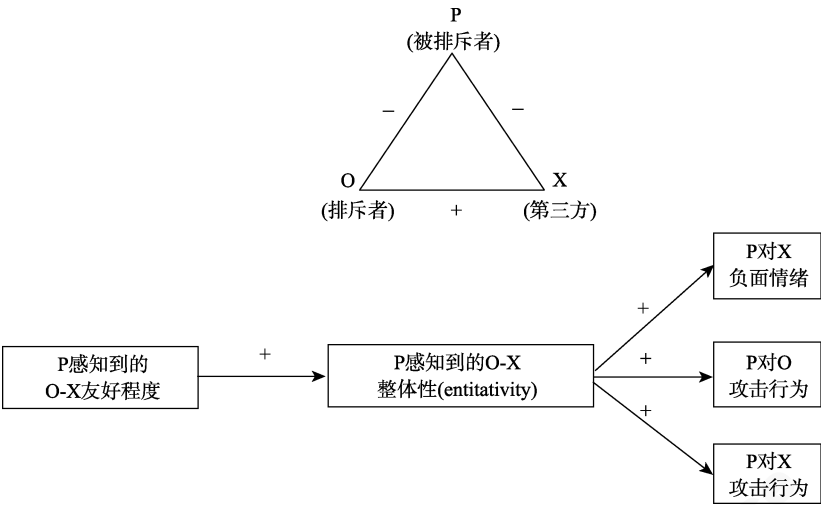 P
(被排斥者)
−
−
O
X
(排斥者)
+
(第三方)
P对X
负面情绪
+
P感知到的
O-X友好程度
+
P感知到的O-X
整体性(entitativity)
+
P对O
攻击行为
+
P对X
攻击行为